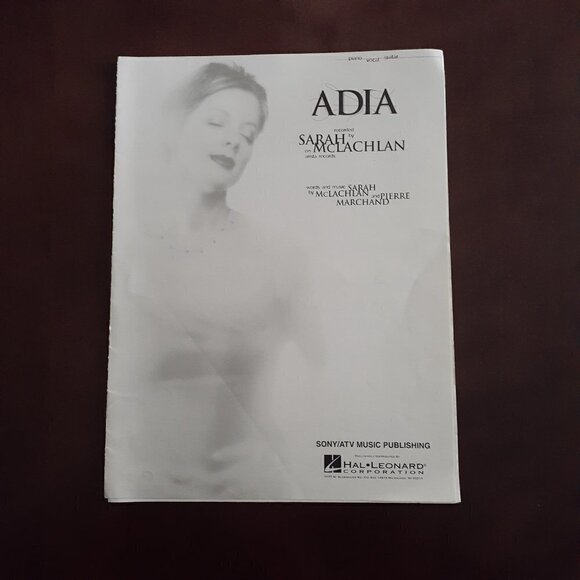 piano vocal guitar
ADIA
recorded
SARAH by
on MCLACHLAN
arista records
words and music SARAH
by MCLACHLAN and PIERRE
MARCHAND
SONY/ATV MUSIC PUBLISHING
HAL•LEONARD®
CORPORATION